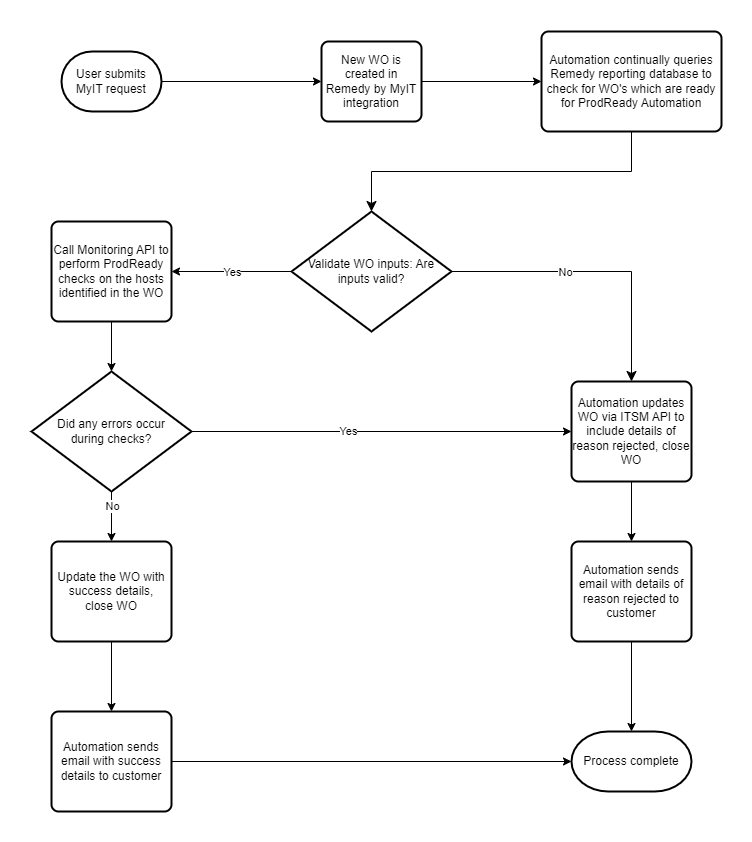 User submits
MyIT request
New WO is
created in
Remedy by MyIT
integration
Automation continually queries
Remedy reporting database to
check for WO's which are ready
for ProdReady Automation
Call Monitoring API to
perform ProdReady
checks on the hosts
identified in the WO
Yes
Validate WO inputs: Are
inputs valid?
No
Did any errors occur
during checks?
Yes
Automation updates
WO via ITSM API to
include details of
reason rejected, close
WO
No
Update the WO with
success details,
close WO
Automation sends
email with details of
reason rejected to
customer
Automation sends
email with success
details to customer
Process complete